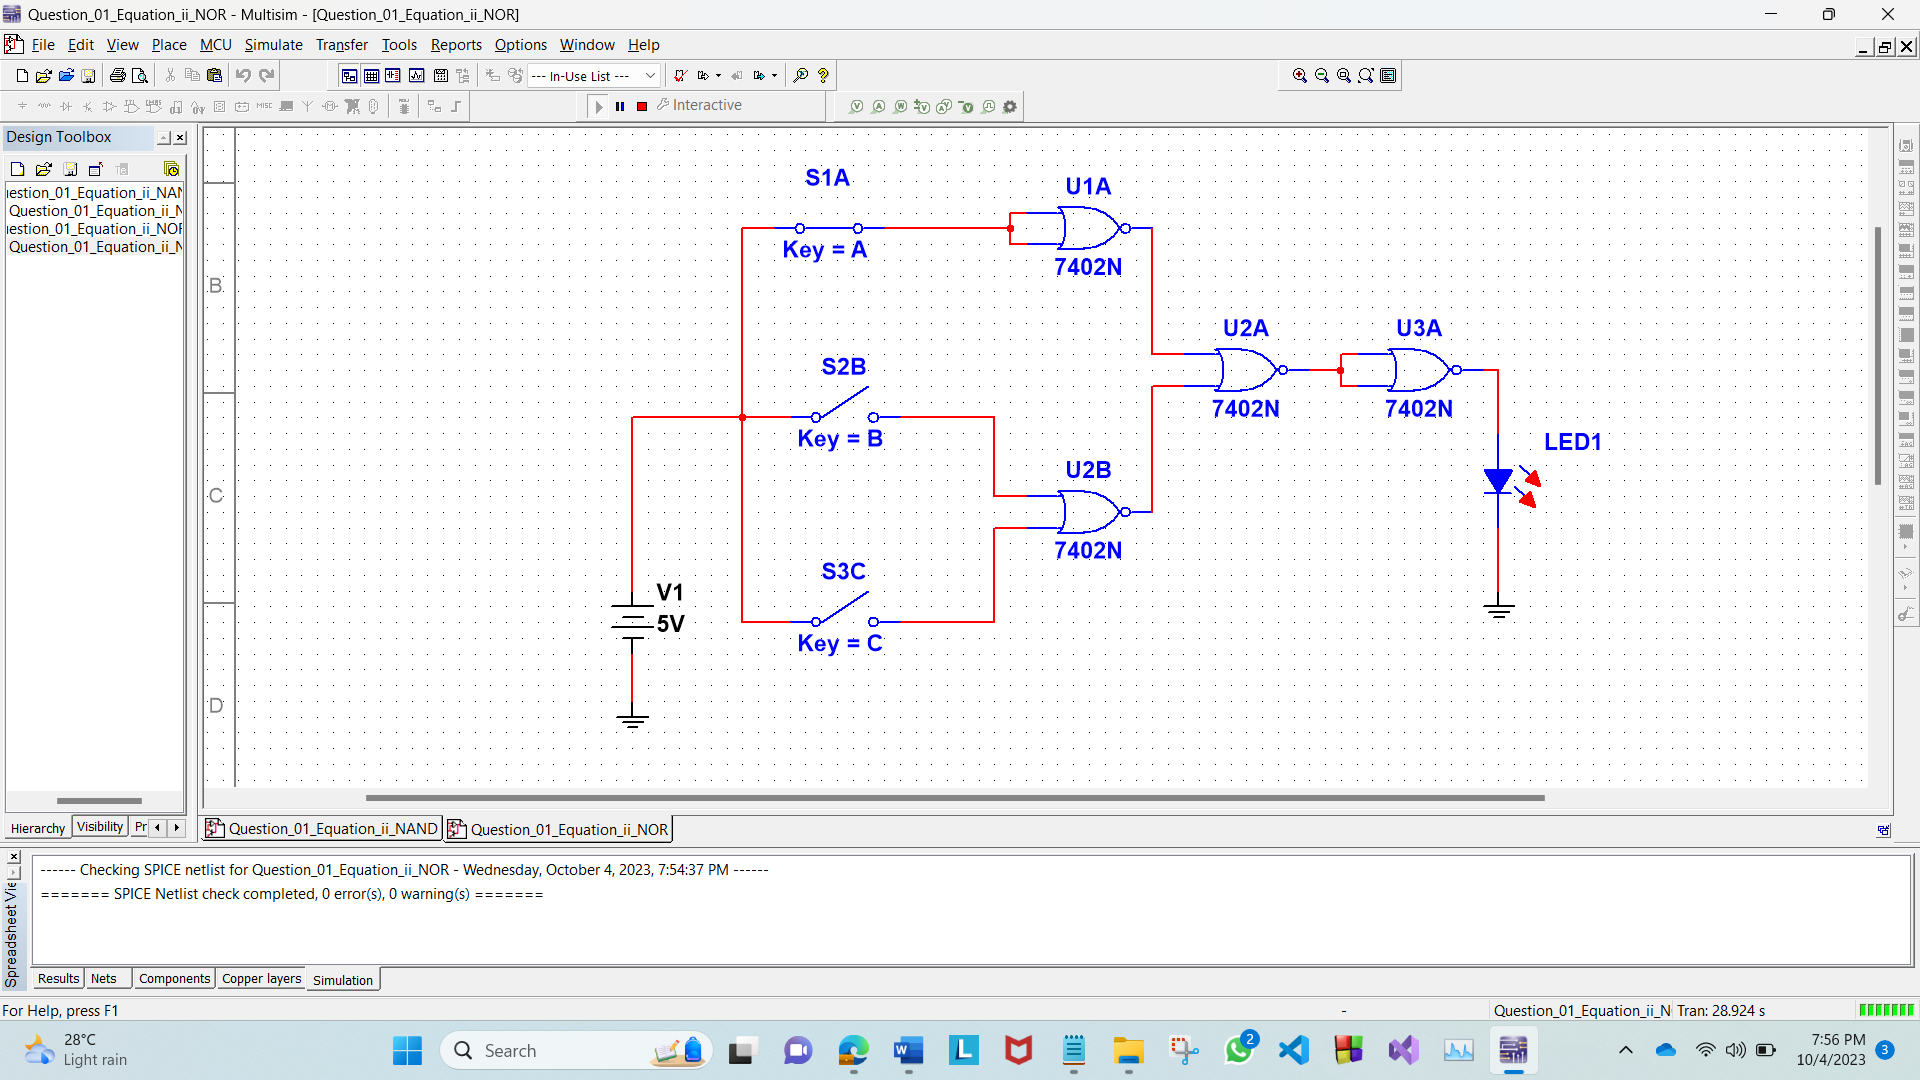 Question_01_Equation_ii_NOR - Multisim - [Question_01_Equation_ii_NOR]
File Edit View Place MCU Simulate Transfer Tools Reports Options Window Help
--- In-Use List ---
Interactive
Design Toolbox
uestion_01_Equation_ii_NAN
Question_01_Equation_ii_N
uestion_01_Equation_ii_NOR
Question_01_Equation_ii_N
Hierarchy Visibility Pr
B
C
D
S1A
Key = A
U1A
7402N
S2B
Key = B
U2A
7402N
U3A
7402N
LED1
U2B
7402N
S3C
Key = C
V1
5V
Question_01_Equation_ii_NAND Question_01_Equation_ii_NOR
------ Checking SPICE netlist for Question_01_Equation_ii_NOR - Wednesday, October 4, 2023, 7:54:37 PM ------
======= SPICE Netlist check completed, 0 error(s), 0 warning(s) =======
Spreadsheet Vie
Results Nets Components Copper layers Simulation
For Help, press F1
-
Question_01_Equation_ii_N Tran: 28.924 s
28°C
Light rain
Search
2
7:56 PM
10/4/2023
3